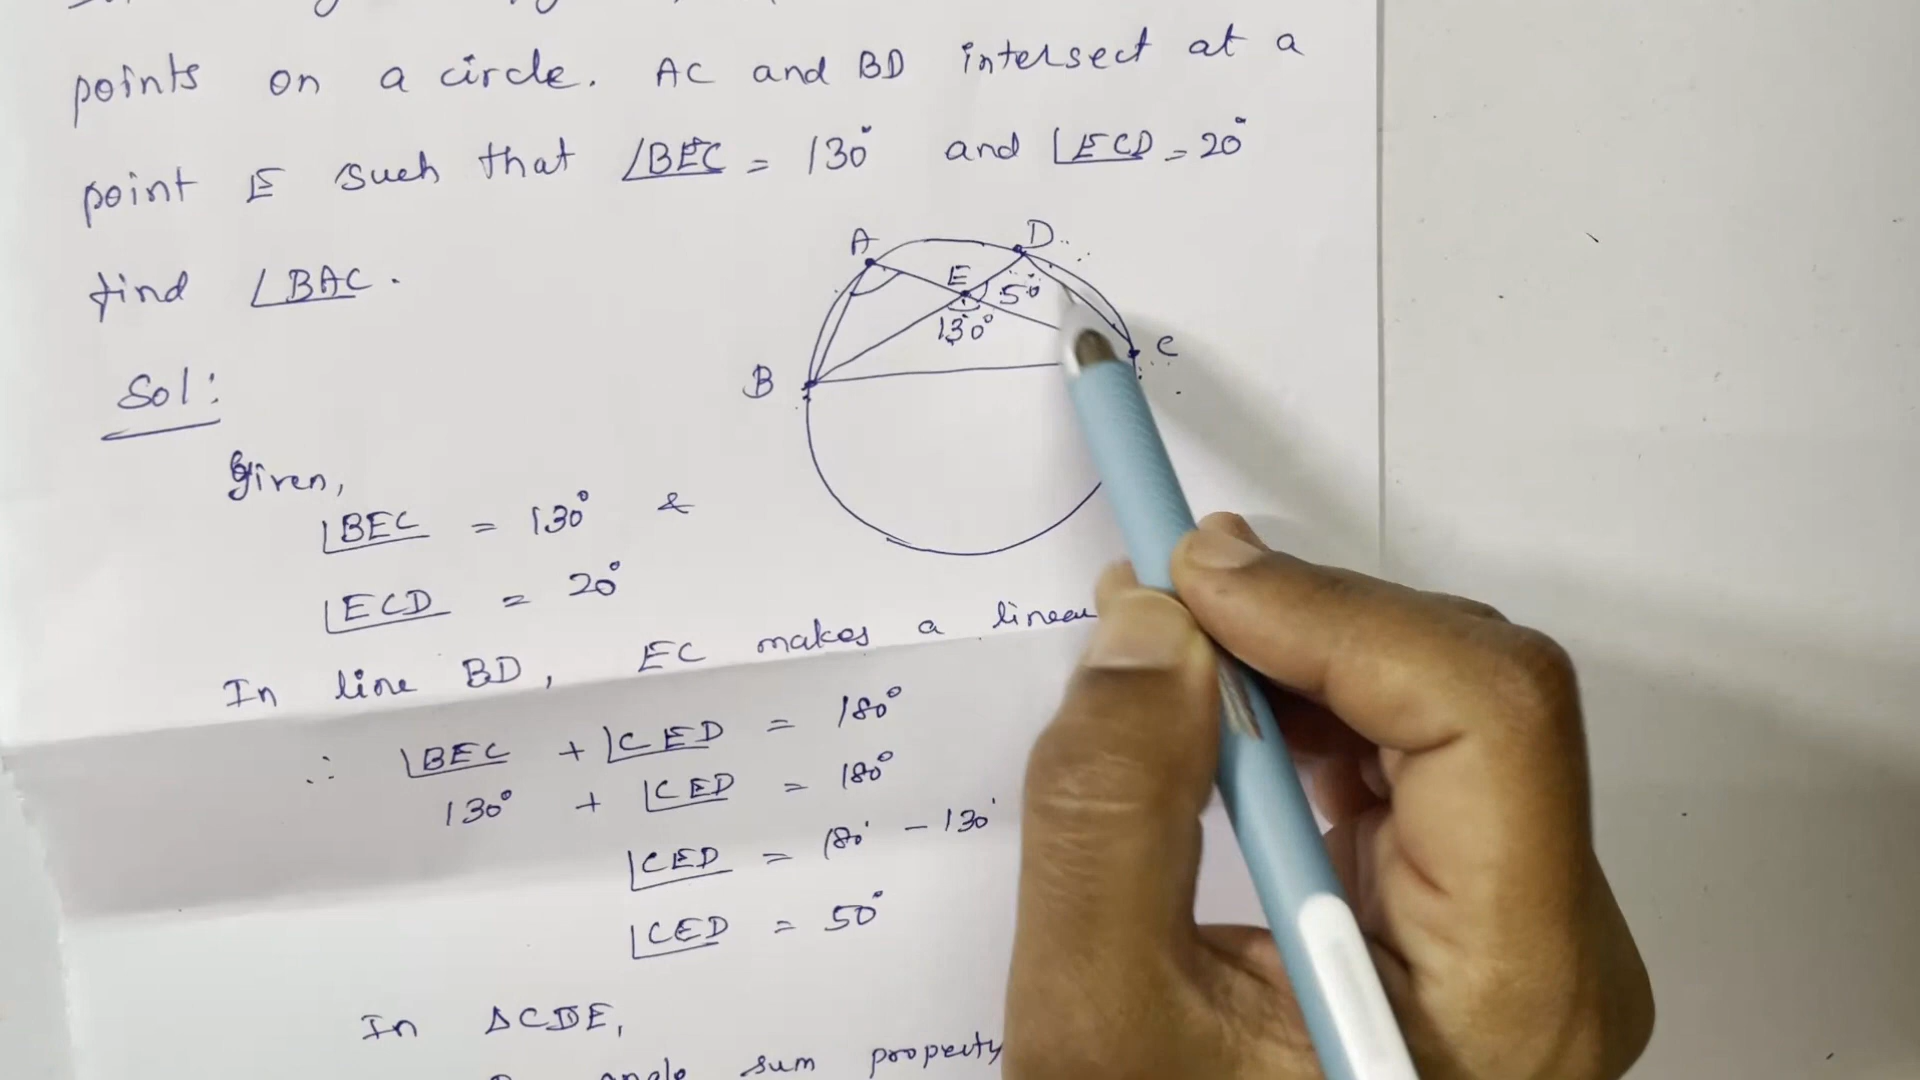 points on a circle. AC and BD intersect at a
point E such that ∠BEC = 130° and ∠ECD = 20°
find ∠BAC.
A
D
E
50°
130°
B
C
Sol:
Given,
∠BEC = 130° &
∠ECD = 20°
In line BD, EC makes a linear
∴ ∠BEC + ∠CED = 180°
130° + ∠CED = 180°
∠CED = 180° - 130°
∠CED = 50°
In ΔCDE,
angle sum property